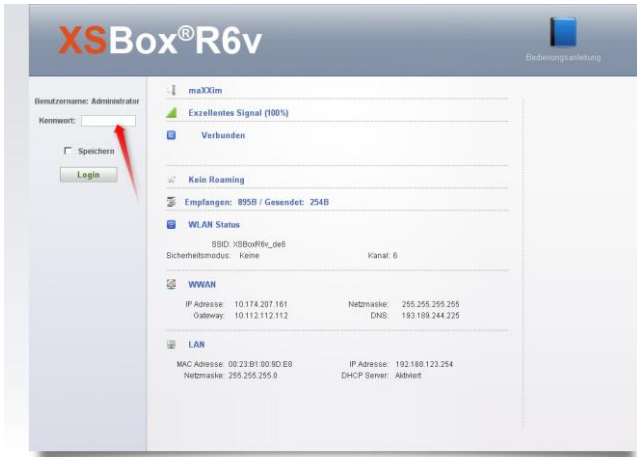 XSBox®R6v
Bedienungsanleitung
Benutzername: Administrator
Kennwort:
Speichern
Login
maXXim
Exzellentes Signal (100%)
Verbunden
Kein Roaming
Empfangen: 895B / Gesendet: 254B
WLAN Status
SSID: XSBoxR6v_de8
Sicherheitsmodus: Keine Kanal: 6
WWAN
IP Adresse: 10.174.207.161 Netzmaske: 255.255.255.255
Gateway: 10.112.112.112 DNS: 193.189.244.225
LAN
MAC Adresse: 00:23:B1:00:9D:E8 IP Adresse: 192.168.123.254
Netzmaske: 255.255.255.0 DHCP Server: Aktiviert